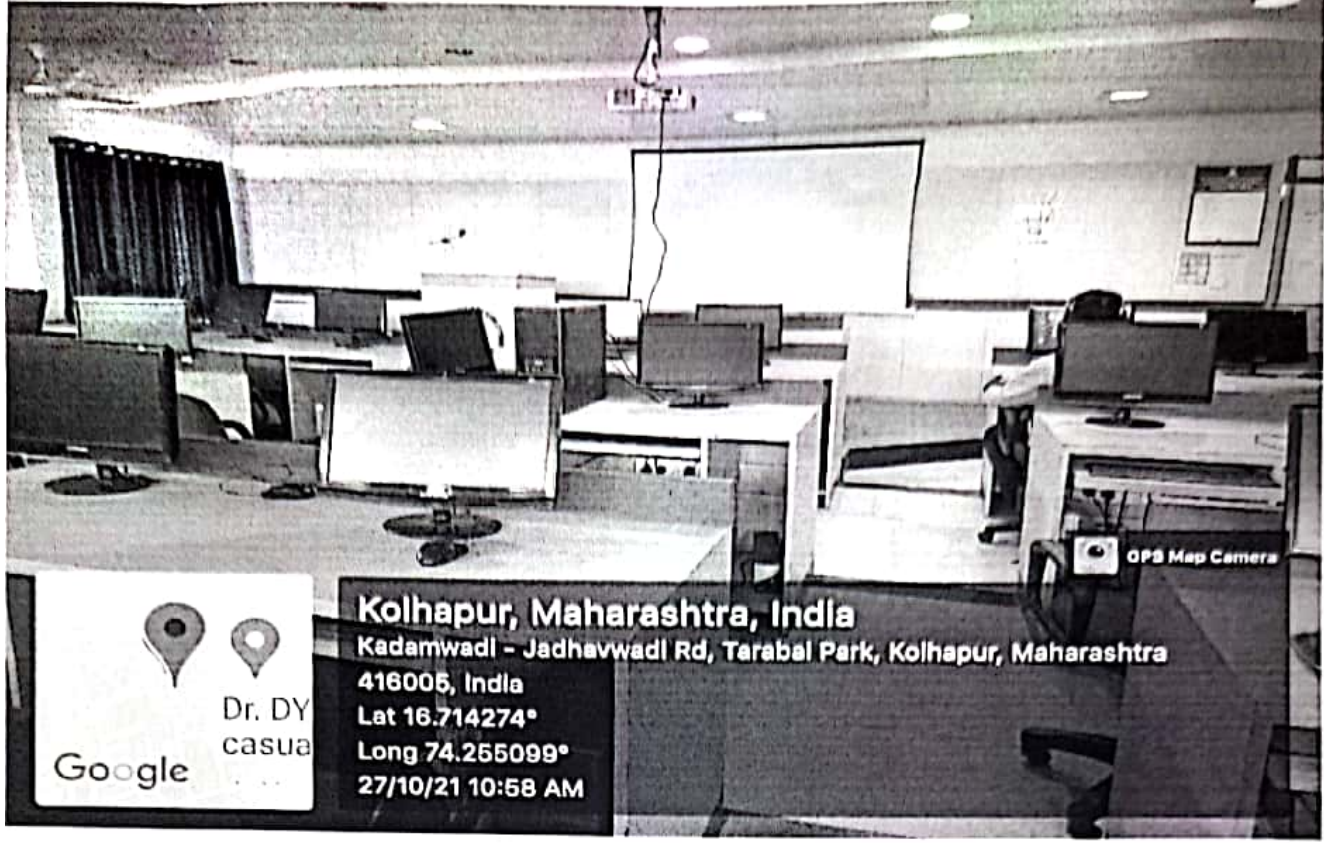 GPS Map Camera
Kolhapur, Maharashtra, India
Kadamwadi - Jadhavwadi Rd, Tarabai Park, Kolhapur, Maharashtra
416005, India
Lat 16.714274°
Long 74.255099°
27/10/21 10:58 AM
Dr. DY
casua
Google